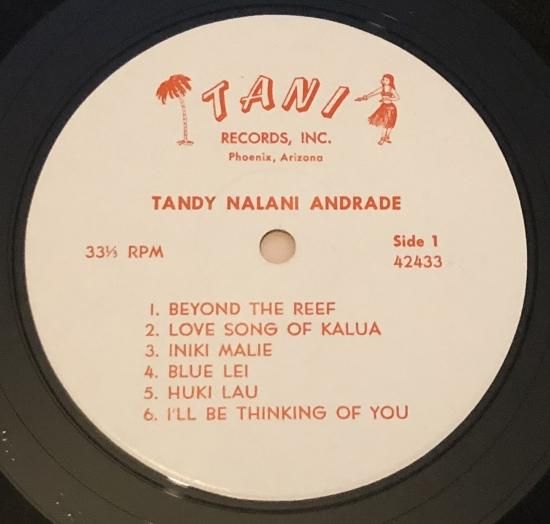 TANI
RECORDS, INC.
Phoenix, Arizona
TANDY NALANI ANDRADE
33⅓ RPM
Side 1
42433
1. BEYOND THE REEF
2. LOVE SONG OF KALUA
3. INIKI MALIE
4. BLUE LEI
5. HUKI LAU
6. I'LL BE THINKING OF YOU